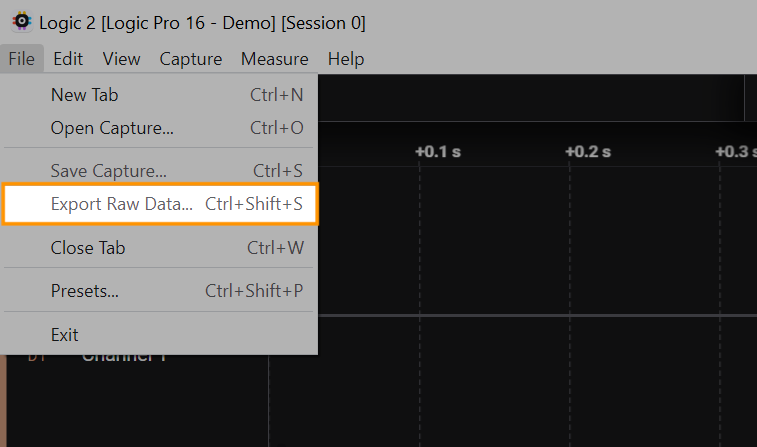 Logic 2 [Logic Pro 16 - Demo] [Session 0]
File Edit View Capture Measure Help
New Tab Ctrl+N
Open Capture... Ctrl+O
+0.1 s +0.2 s +0.3 s
Save Capture... Ctrl+S
Export Raw Data... Ctrl+Shift+S
Close Tab Ctrl+W
Presets... Ctrl+Shift+P
Exit
D1 Channel 1